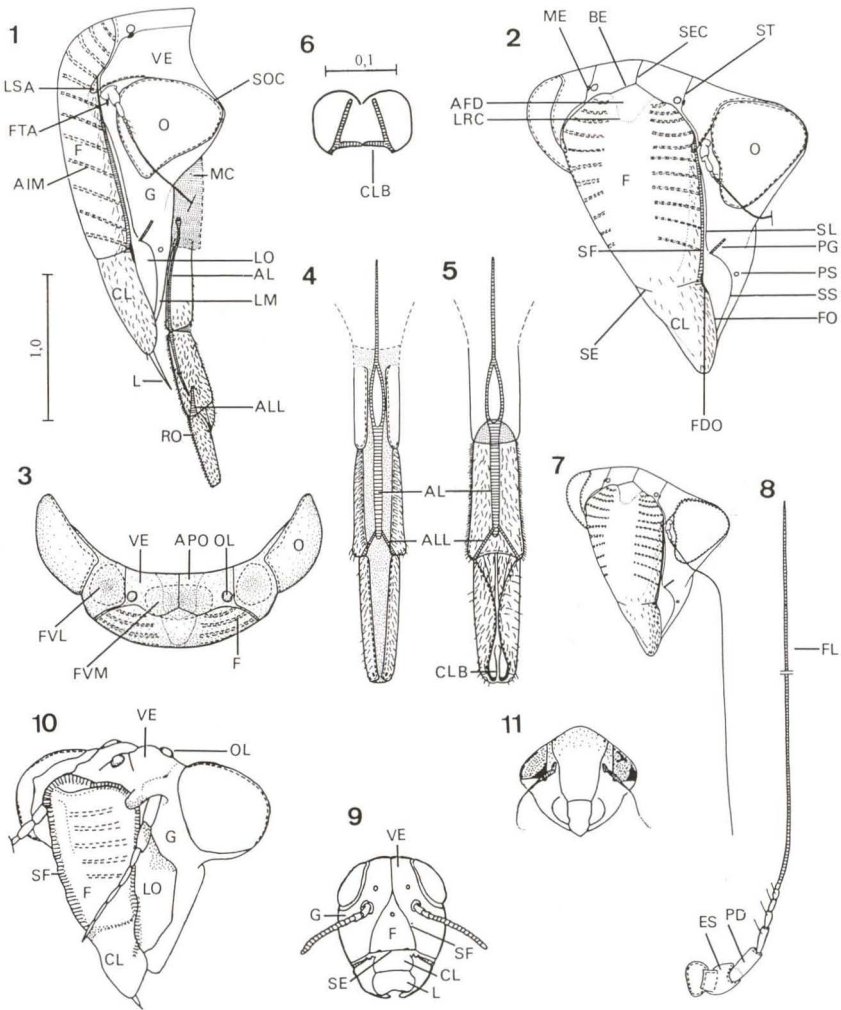 1
VE
SOC
LSA
FTA
O
F
AIM
G
MC
LO
AL
CL
LM
1,0
L
ALL
RO
6
0,1
CLB
2
ME
BE
SEC
ST
AFD
LRC
O
F
SL
SF
PG
PS
SS
CL
FO
SE
FDO
3
VE
APO
OL
O
FVL
FVM
F
4
5
AL
ALL
CLB
7
8
FL
ES
PD
10
VE
OL
G
SF
F
LO
CL
9
VE
G
F
SF
SE
CL
L
11